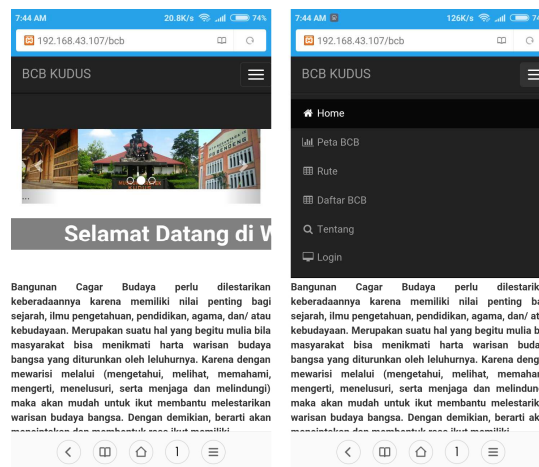 7:44 AM 20.8K/s 74%
192.168.43.107/bcb
BCB KUDUS
...
Selamat Datang di
Bangunan Cagar Budaya perlu dilestarikan
keberadaannya karena memiliki nilai penting bagi
sejarah, ilmu pengetahuan, pendidikan, agama, dan/ atau
kebudayaan. Merupakan suatu hal yang begitu mulia bila
masyarakat bisa menikmati harta warisan budaya
bangsa yang diturunkan oleh leluhurnya. Karena dengan
mewarisi melalui (mengetahui, melihat, memahami,
mengerti, menelusuri, serta menjaga dan melindungi)
maka akan mudah untuk ikut membantu melestarikan
warisan budaya bangsa. Dengan demikian, berarti akan
1
7:44 AM 126K/s 74
192.168.43.107/bcb
BCB KUDUS
Home
Peta BCB
Rute
Daftar BCB
Tentang
Login
Bangunan Cagar Budaya perlu dilestarik
keberadaannya karena memiliki nilai penting ba
sejarah, ilmu pengetahuan, pendidikan, agama, dan/ at
kebudayaan. Merupakan suatu hal yang begitu mulia b
masyarakat bisa menikmati harta warisan buda
bangsa yang diturunkan oleh leluhurnya. Karena deng
mewarisi melalui (mengetahui, melihat, memahar
mengerti, menelusuri, serta menjaga dan melindun
maka akan mudah untuk ikut membantu melestarik
warisan budaya bangsa. Dengan demikian, berarti ak
1